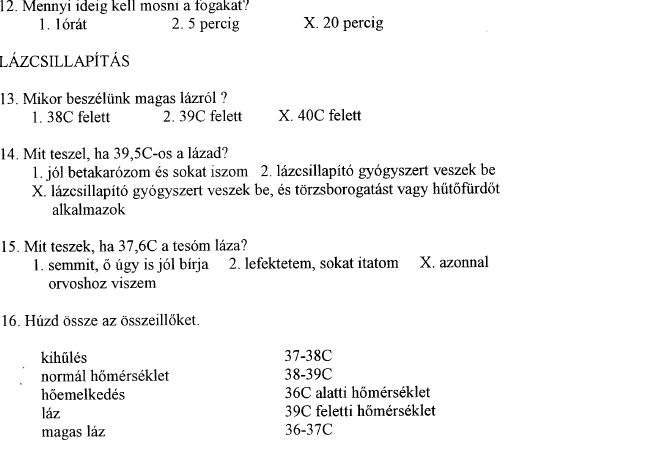 12. Mennyi ideig kell mosni a fogakat?
1. 1órát 2. 5 percig X. 20 percig
LÁZCSILLAPÍTÁS
13. Mikor beszélünk magas lázról ?
1. 38C felett 2. 39C felett X. 40C felett
14. Mit teszel, ha 39,5C-os a lázad?
1. jól betakarózom és sokat iszom 2. lázcsillapító gyógyszert veszek be
X. lázcsillapító gyógyszert veszek be, és törzsborogatást vagy hűtőfürdőt
alkalmazok
15. Mit teszek, ha 37,6C a tesóm láza?
1. semmit, ő úgy is jól bírja 2. lefektetem, sokat itatom X. azonnal
orvoshoz viszem
16. Húzd össze az összeillőket.
kihűlés 37-38C
normál hőmérséklet 38-39C
hőemelkedés 36C alatti hőmérséklet
láz 39C feletti hőmérséklet
magas láz 36-37C